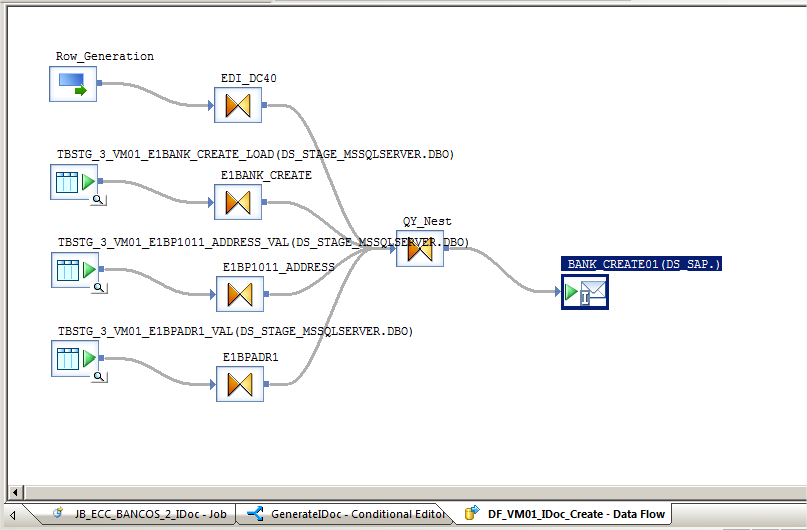 Row_Generation
EDI_DC40
TBSTG_3_VM01_E1BANK_CREATE_LOAD(DS_STAGE_MSSQLSERVER.DBO)
E1BANK_CREATE
QY_Nest
TBSTG_3_VM01_E1BP1011_ADDRESS_VAL(DS_STAGE_MSSQLSERVER.DBO)
E1BP1011_ADDRESS
BANK_CREATE01(DS_SAP.)
TBSTG_3_VM01_E1BPADR1_VAL(DS_STAGE_MSSQLSERVER.DBO)
E1BPADR1
JB_ECC_BANCOS_2_IDoc - Job
GenerateIDoc - Conditional Editor
DF_VM01_IDoc_Create - Data Flow